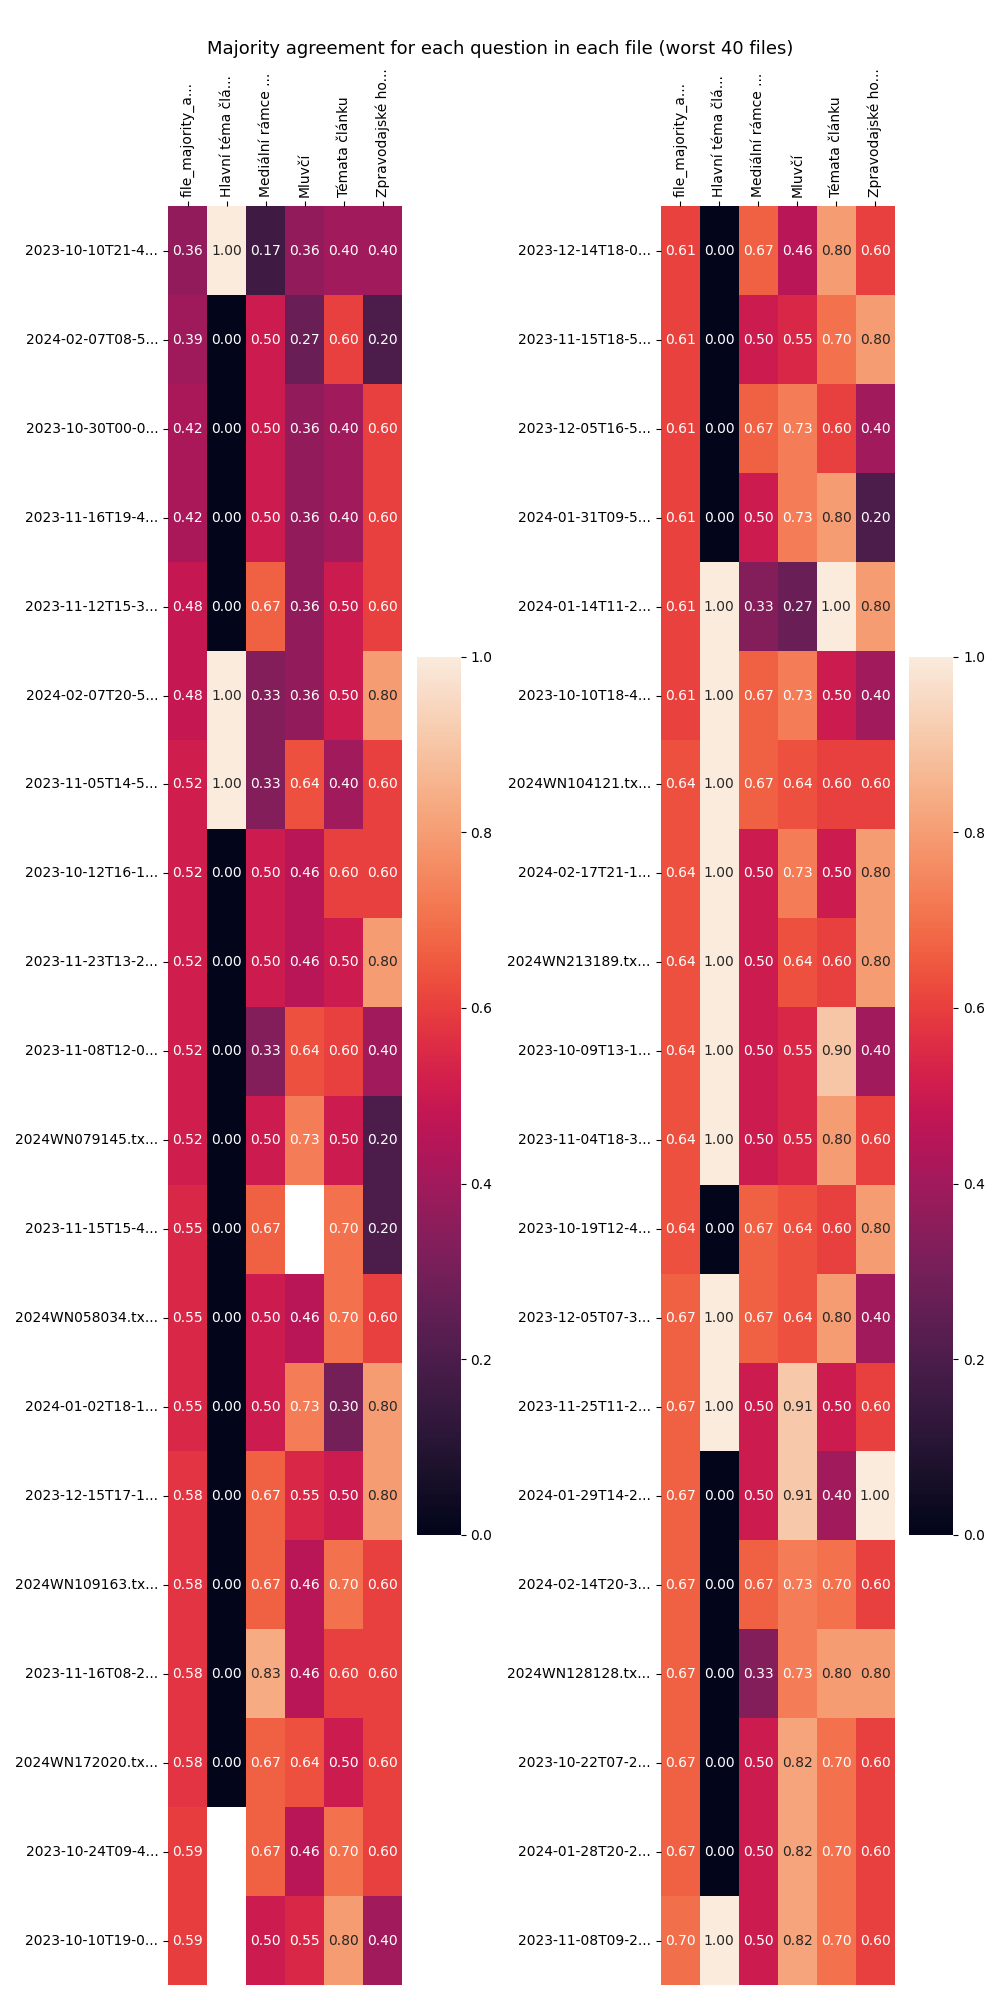 Majority agreement for each question in each file (worst 40 files)
file_majority_a...
Hlavní téma člá...
Mediální rámce ...
Mluvčí
Témata článku
Zpravodajské ho...
2023-10-10T21-4... 0.36 1.00 0.17 0.36 0.40 0.40
2024-02-07T08-5... 0.39 0.00 0.50 0.27 0.60 0.20
2023-10-30T00-0... 0.42 0.00 0.50 0.36 0.40 0.60
2023-11-16T19-4... 0.42 0.00 0.50 0.36 0.40 0.60
2023-11-12T15-3... 0.48 0.00 0.67 0.36 0.50 0.60
2024-02-07T20-5... 0.48 1.00 0.33 0.36 0.50 0.80
2023-11-05T14-5... 0.52 1.00 0.33 0.64 0.40 0.60
2023-10-12T16-1... 0.52 0.00 0.50 0.46 0.60 0.60
2023-11-23T13-2... 0.52 0.00 0.50 0.46 0.50 0.80
2023-11-08T12-0... 0.52 0.00 0.33 0.64 0.60 0.40
2024WN079145.tx... 0.52 0.00 0.50 0.73 0.50 0.20
2023-11-15T15-4... 0.55 0.00 0.67 0.70 0.20
2024WN058034.tx... 0.55 0.00 0.50 0.46 0.70 0.60
2024-01-02T18-1... 0.55 0.00 0.50 0.73 0.30 0.80
2023-12-15T17-1... 0.58 0.00 0.67 0.55 0.50 0.80
2024WN109163.tx... 0.58 0.00 0.67 0.46 0.70 0.60
2023-11-16T08-2... 0.58 0.00 0.83 0.46 0.60 0.60
2024WN172020.tx... 0.58 0.00 0.67 0.64 0.50 0.60
2023-10-24T09-4... 0.59 0.67 0.46 0.70 0.60
2023-10-10T19-0... 0.59 0.50 0.55 0.80 0.40
1.0
0.8
0.6
0.4
0.2
0.0
file_majority_a...
Hlavní téma člá...
Mediální rámce ...
Mluvčí
Témata článku
Zpravodajské ho...
2023-12-14T18-0... 0.61 0.00 0.67 0.46 0.80 0.60
2023-11-15T18-5... 0.61 0.00 0.50 0.55 0.70 0.80
2023-12-05T16-5... 0.61 0.00 0.67 0.73 0.60 0.40
2024-01-31T09-5... 0.61 0.00 0.50 0.73 0.80 0.20
2024-01-14T11-2... 0.61 1.00 0.33 0.27 1.00 0.80
2023-10-10T18-4... 0.61 1.00 0.67 0.73 0.50 0.40
2024WN104121.tx... 0.64 1.00 0.67 0.64 0.60 0.60
2024-02-17T21-1... 0.64 1.00 0.50 0.73 0.50 0.80
2024WN213189.tx... 0.64 1.00 0.50 0.64 0.60 0.80
2023-10-09T13-1... 0.64 1.00 0.50 0.55 0.90 0.40
2023-11-04T18-3... 0.64 1.00 0.50 0.55 0.80 0.60
2023-10-19T12-4... 0.64 0.00 0.67 0.64 0.60 0.80
2023-12-05T07-3... 0.67 1.00 0.67 0.64 0.80 0.40
2023-11-25T11-2... 0.67 1.00 0.50 0.91 0.50 0.60
2024-01-29T14-2... 0.67 0.00 0.50 0.91 0.40 1.00
2024-02-14T20-3... 0.67 0.00 0.67 0.73 0.70 0.60
2024WN128128.tx... 0.67 0.00 0.33 0.73 0.80 0.80
2023-10-22T07-2... 0.67 0.00 0.50 0.82 0.70 0.60
2024-01-28T20-2... 0.67 0.00 0.50 0.82 0.70 0.60
2023-11-08T09-2... 0.70 1.00 0.50 0.82 0.70 0.60
1.0
0.8
0.6
0.4
0.2
0.0